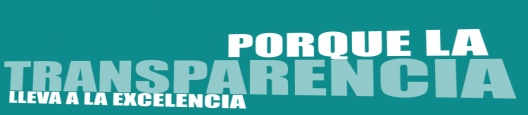 PORQUE LA
TRANSPARENCIA
LLEVA A LA EXCELENCIA